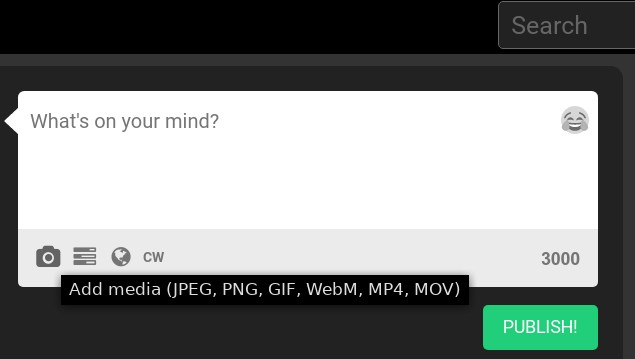 Search
What's on your mind?
CW
3000
Add media (JPEG, PNG, GIF, WebM, MP4, MOV)
PUBLISH!